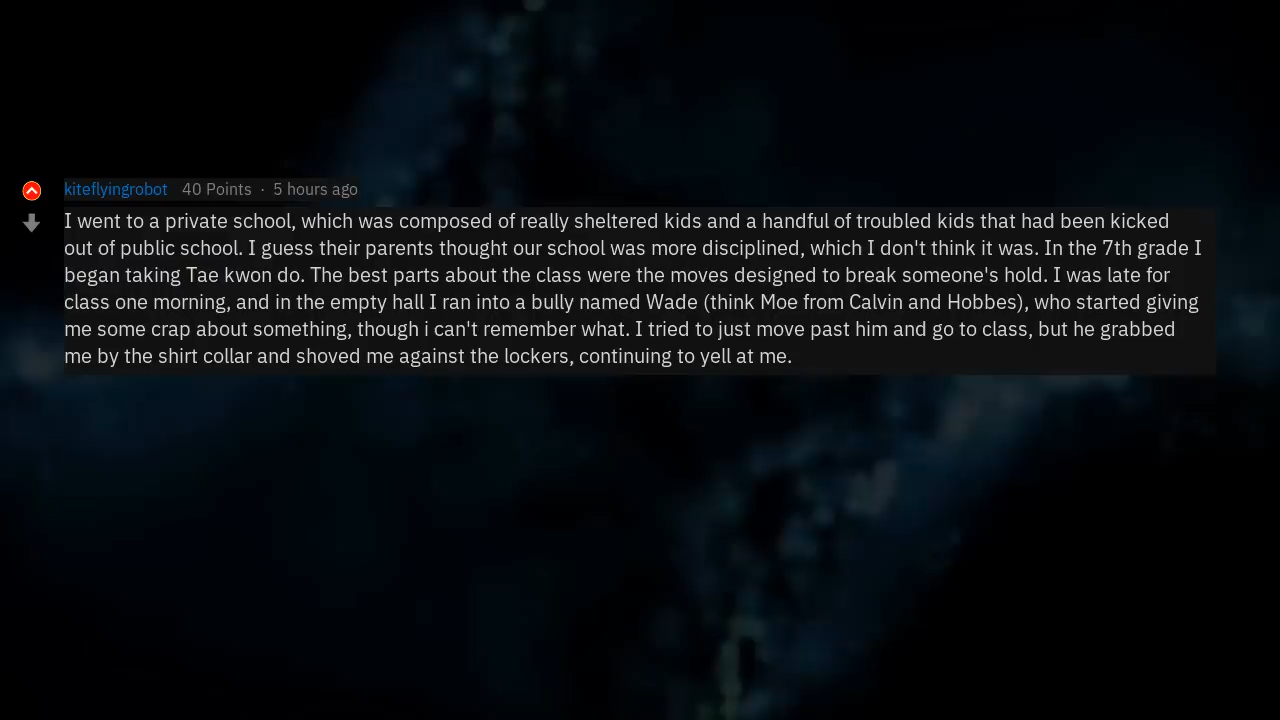 kiteflyingrobot 40 Points · 5 hours ago
I went to a private school, which was composed of really sheltered kids and a handful of troubled kids that had been kicked
out of public school. I guess their parents thought our school was more disciplined, which I don't think it was. In the 7th grade I
began taking Tae kwon do. The best parts about the class were the moves designed to break someone's hold. I was late for
class one morning, and in the empty hall I ran into a bully named Wade (think Moe from Calvin and Hobbes), who started giving
me some crap about something, though i can't remember what. I tried to just move past him and go to class, but he grabbed
me by the shirt collar and shoved me against the lockers, continuing to yell at me.